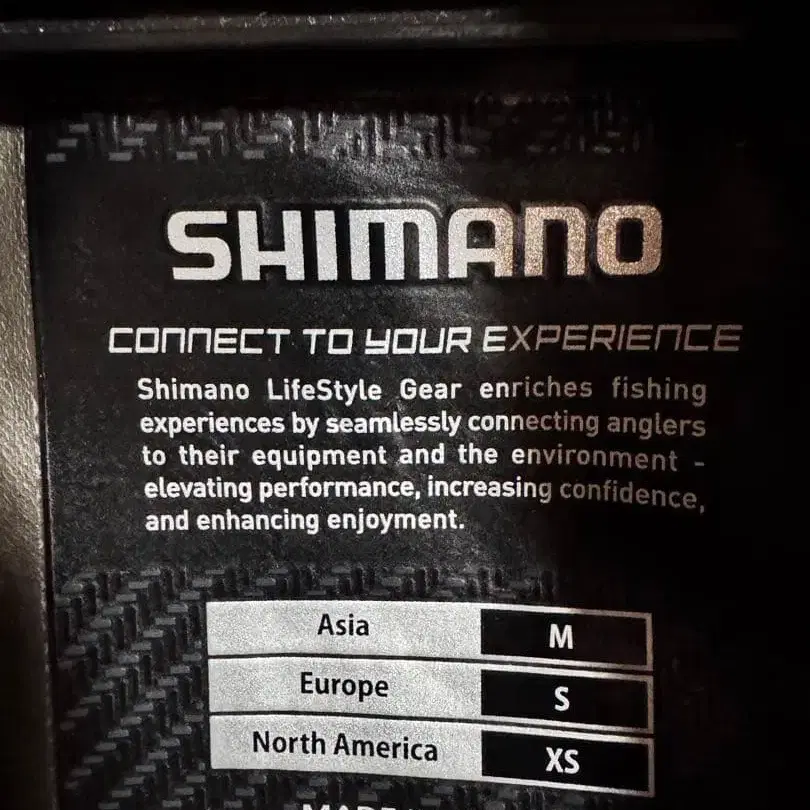 SHIMANO
CONNECT TO YOUR EXPERIENCE
Shimano LifeStyle Gear enriches fishing
experiences by seamlessly connecting anglers
to their equipment and the environment -
elevating performance, increasing confidence,
and enhancing enjoyment.
Asia M
Europe S
North America XS